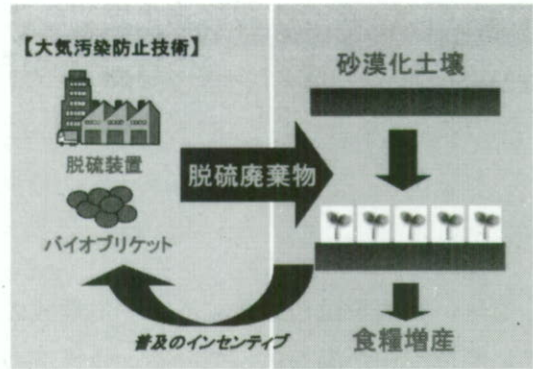 【大気汚染防止技術】
脱硫装置
バイオブリケット
脱硫廃棄物
砂漠化土壌
普及のインセンティブ
食糧増産